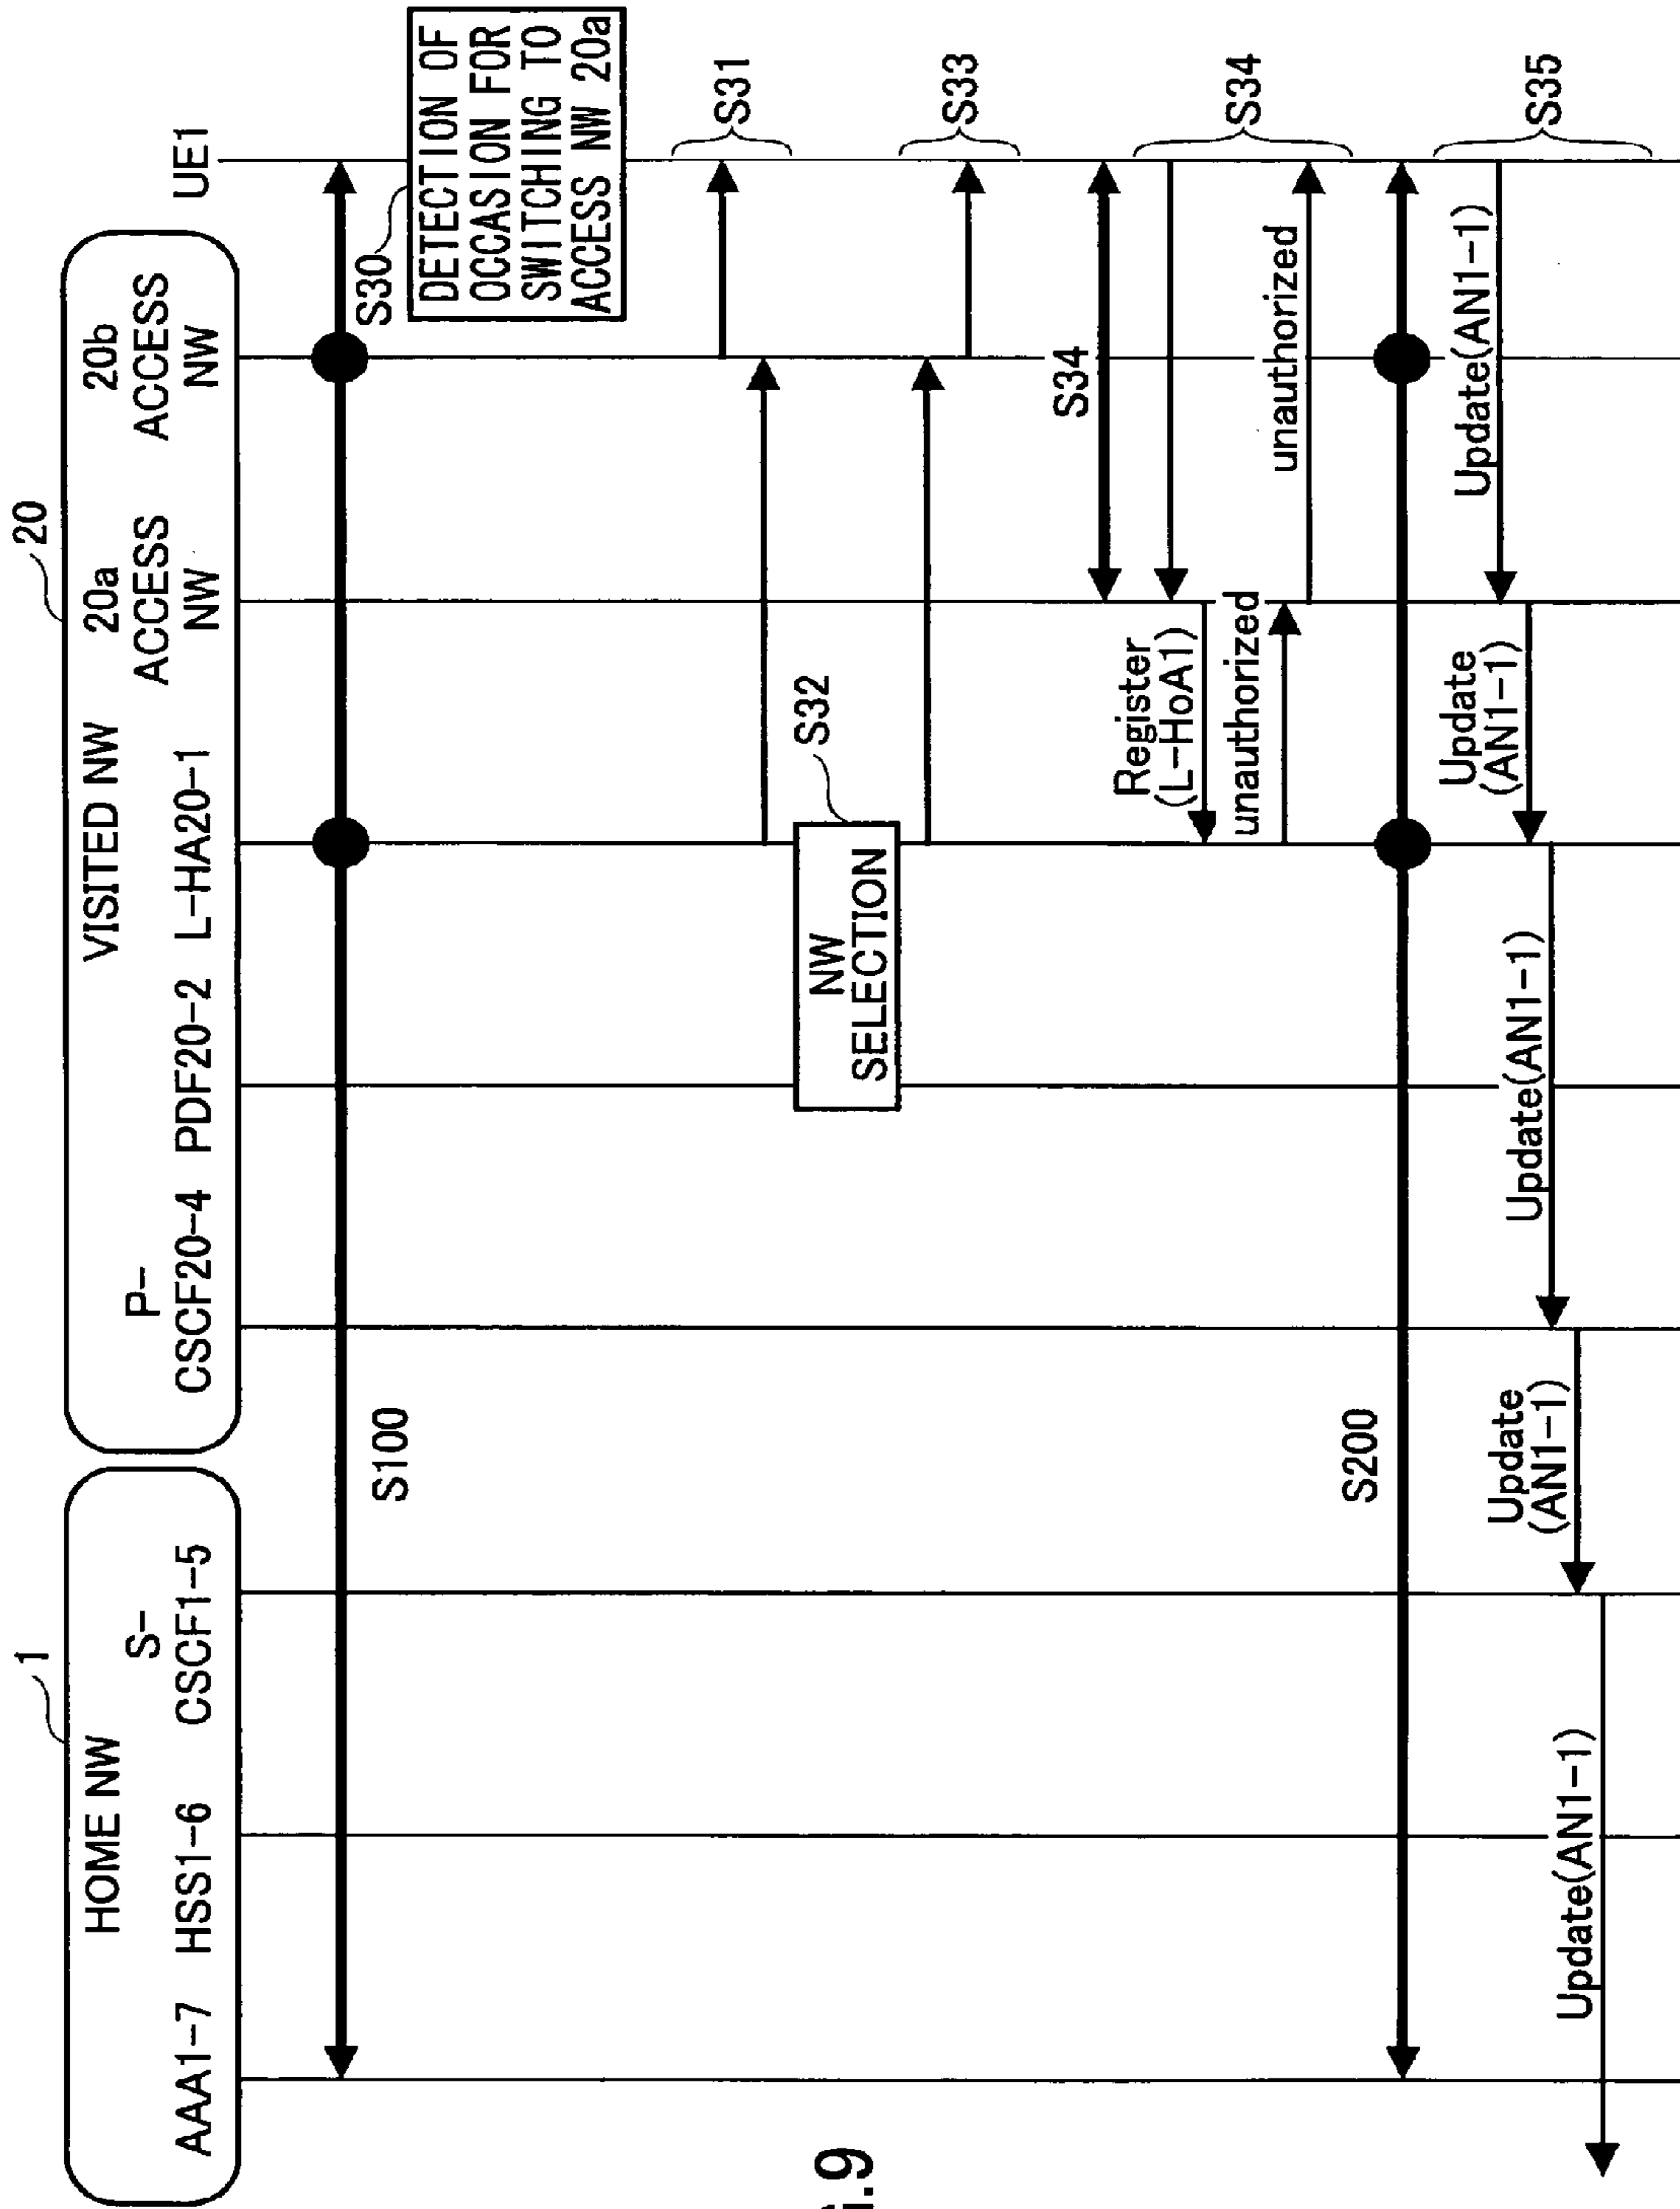 1
HOME NW
AAA1-7 HSS1-6
S-
CSCF1-5
20
VISITED NW
P-
CSCF20-4 PDF20-2 L-HA20-1
20a
ACCESS
NW
20b
ACCESS
NW
UE1
S100
S30
DETECTION OF
OCCASION FOR
SWITCHING TO
ACCESS NW 20a
S31
NW
SELECTION
S32
S33
S34
Register
(L-HoA1)
unauthorized
unauthorized
S34
S200
Update(AN1-1)
Update
(AN1-1)
Update(AN1-1)
Update
(AN1-1)
Update(AN1-1)
S35
.9